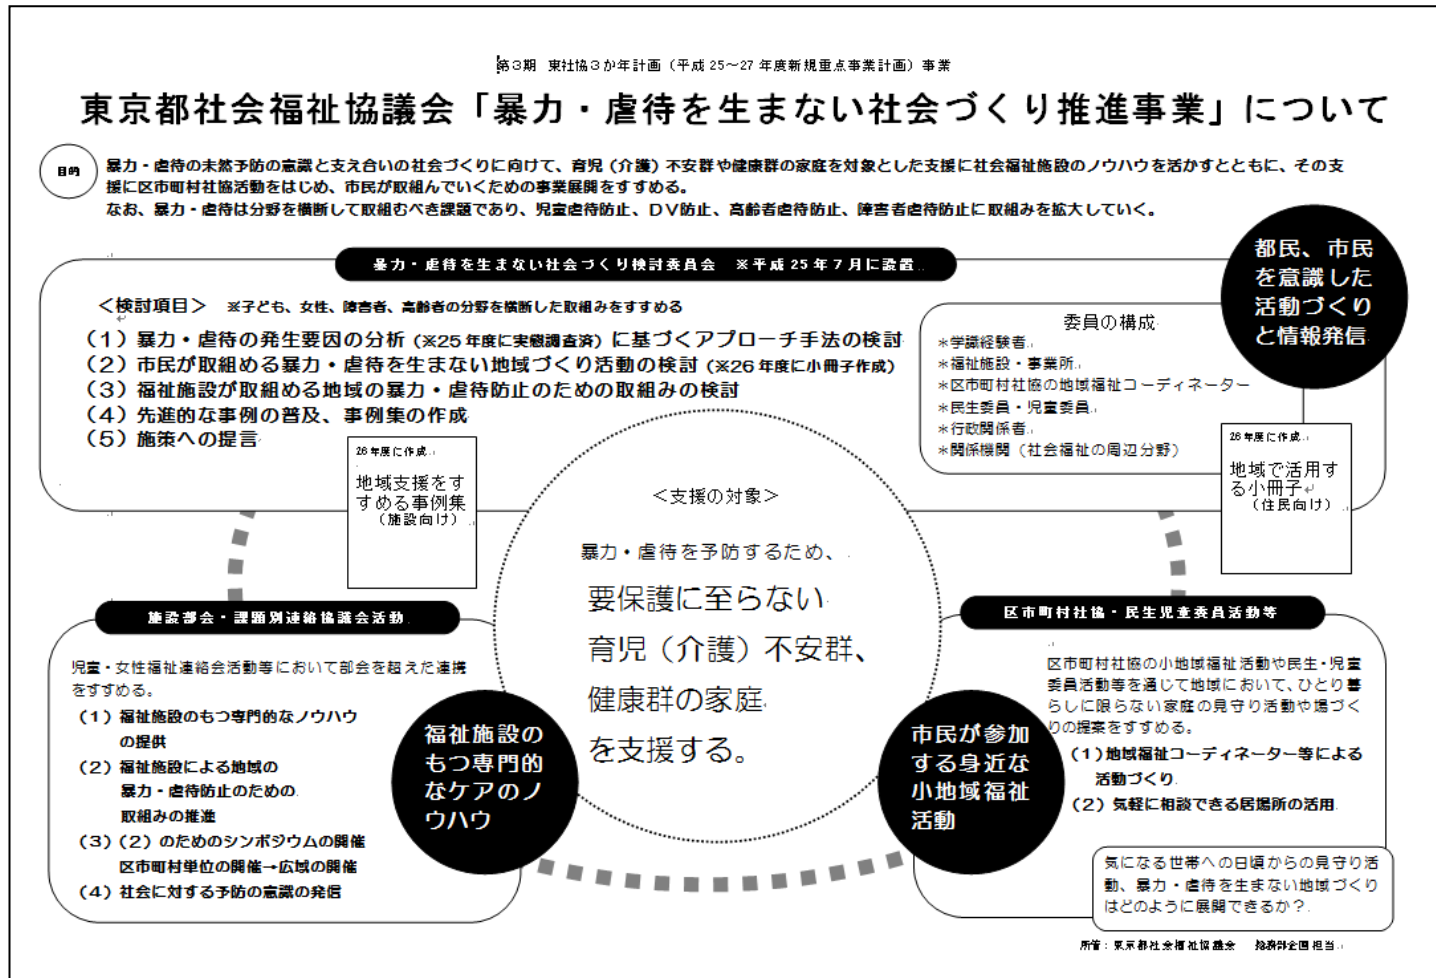 第３期　東社協３か年計画（平成 25～27 年度新規重点事業計画）事業
東京都社会福祉協議会「暴力・虐待を生まない社会づくり推進事業」について
目的
暴力・虐待の未然予防の意識と支え合いの社会づくりに向けて、育児（介護）不安群や健康群の家庭を対象とした支援に社会福祉施設のノウハウを活かすとともに、その支
援に区市町村社協活動をはじめ、市民が取組んでいくための事業展開をすすめる。
なお、暴力・虐待は分野を横断して取組むべき課題であり、児童虐待防止、ＤＶ防止、高齢者虐待防止、障害者虐待防止に取組みを拡大していく。
暴力・虐待を生まない社会づくり検討委員会　※平成 25 年 7 月に設置
都民、市民
を意識した
活動づくり
と情報発信
＜検討項目＞　※子ども、女性、障害者、高齢者の分野を横断した取組みをすすめる
（１）暴力・虐待の発生要因の分析（※25 年度に実態調査済）に基づくアプローチ手法の検討
（２）市民が取組める暴力・虐待を生まない地域づくり活動の検討（※26 年度に小冊子作成）
（３）福祉施設が取組める地域の暴力・虐待防止のための取組みの検討
（４）先進的な事例の普及、事例集の作成
（５）施策への提言
委員の構成
＊学識経験者
＊福祉施設・事業所
＊区市町村社協の地域福祉コーディネーター
＊民生委員・児童委員
＊行政関係者
＊関係機関（社会福祉の周辺分野）
26 年度に作成
地域支援をす
すめる事例集
（施設向け）
26 年度に作成
地域で活用す
る小冊子
（住民向け）
＜支援の対象＞
暴力・虐待を予防するため、
要保護に至らない
育児（介護）不安群、
健康群の家庭
を支援する。
施設部会・課題別連絡協議会活動
児童・女性福祉連絡会活動等において部会を超えた連携
をすすめる。
（１）福祉施設のもつ専門的なノウハウ
の提供
（２）福祉施設による地域の
暴力・虐待防止のための
取組みの推進
（３）（２）のためのシンポジウムの開催
区市町村単位の開催→広域の開催
（４）社会に対する予防の意識の発信
福祉施設の
もつ専門的
なケアのノ
ウハウ
市民が参加
する身近な
小地域福祉
活動
区市町村社協・民生児童委員活動等
区市町村社協の小地域福祉活動や民生・児童
委員活動等を通じて地域において、ひとり暮
らしに限らない家庭の見守り活動や場づく
りの提案をすすめる。
（１）地域福祉コーディネーター等による
活動づくり
（２）気軽に相談できる居場所の活用
気になる世帯への日頃からの見守り活
動、暴力・虐待を生まない地域づくり
はどのように展開できるか？
所管：東京都社会福祉協議会　総務部企画担当